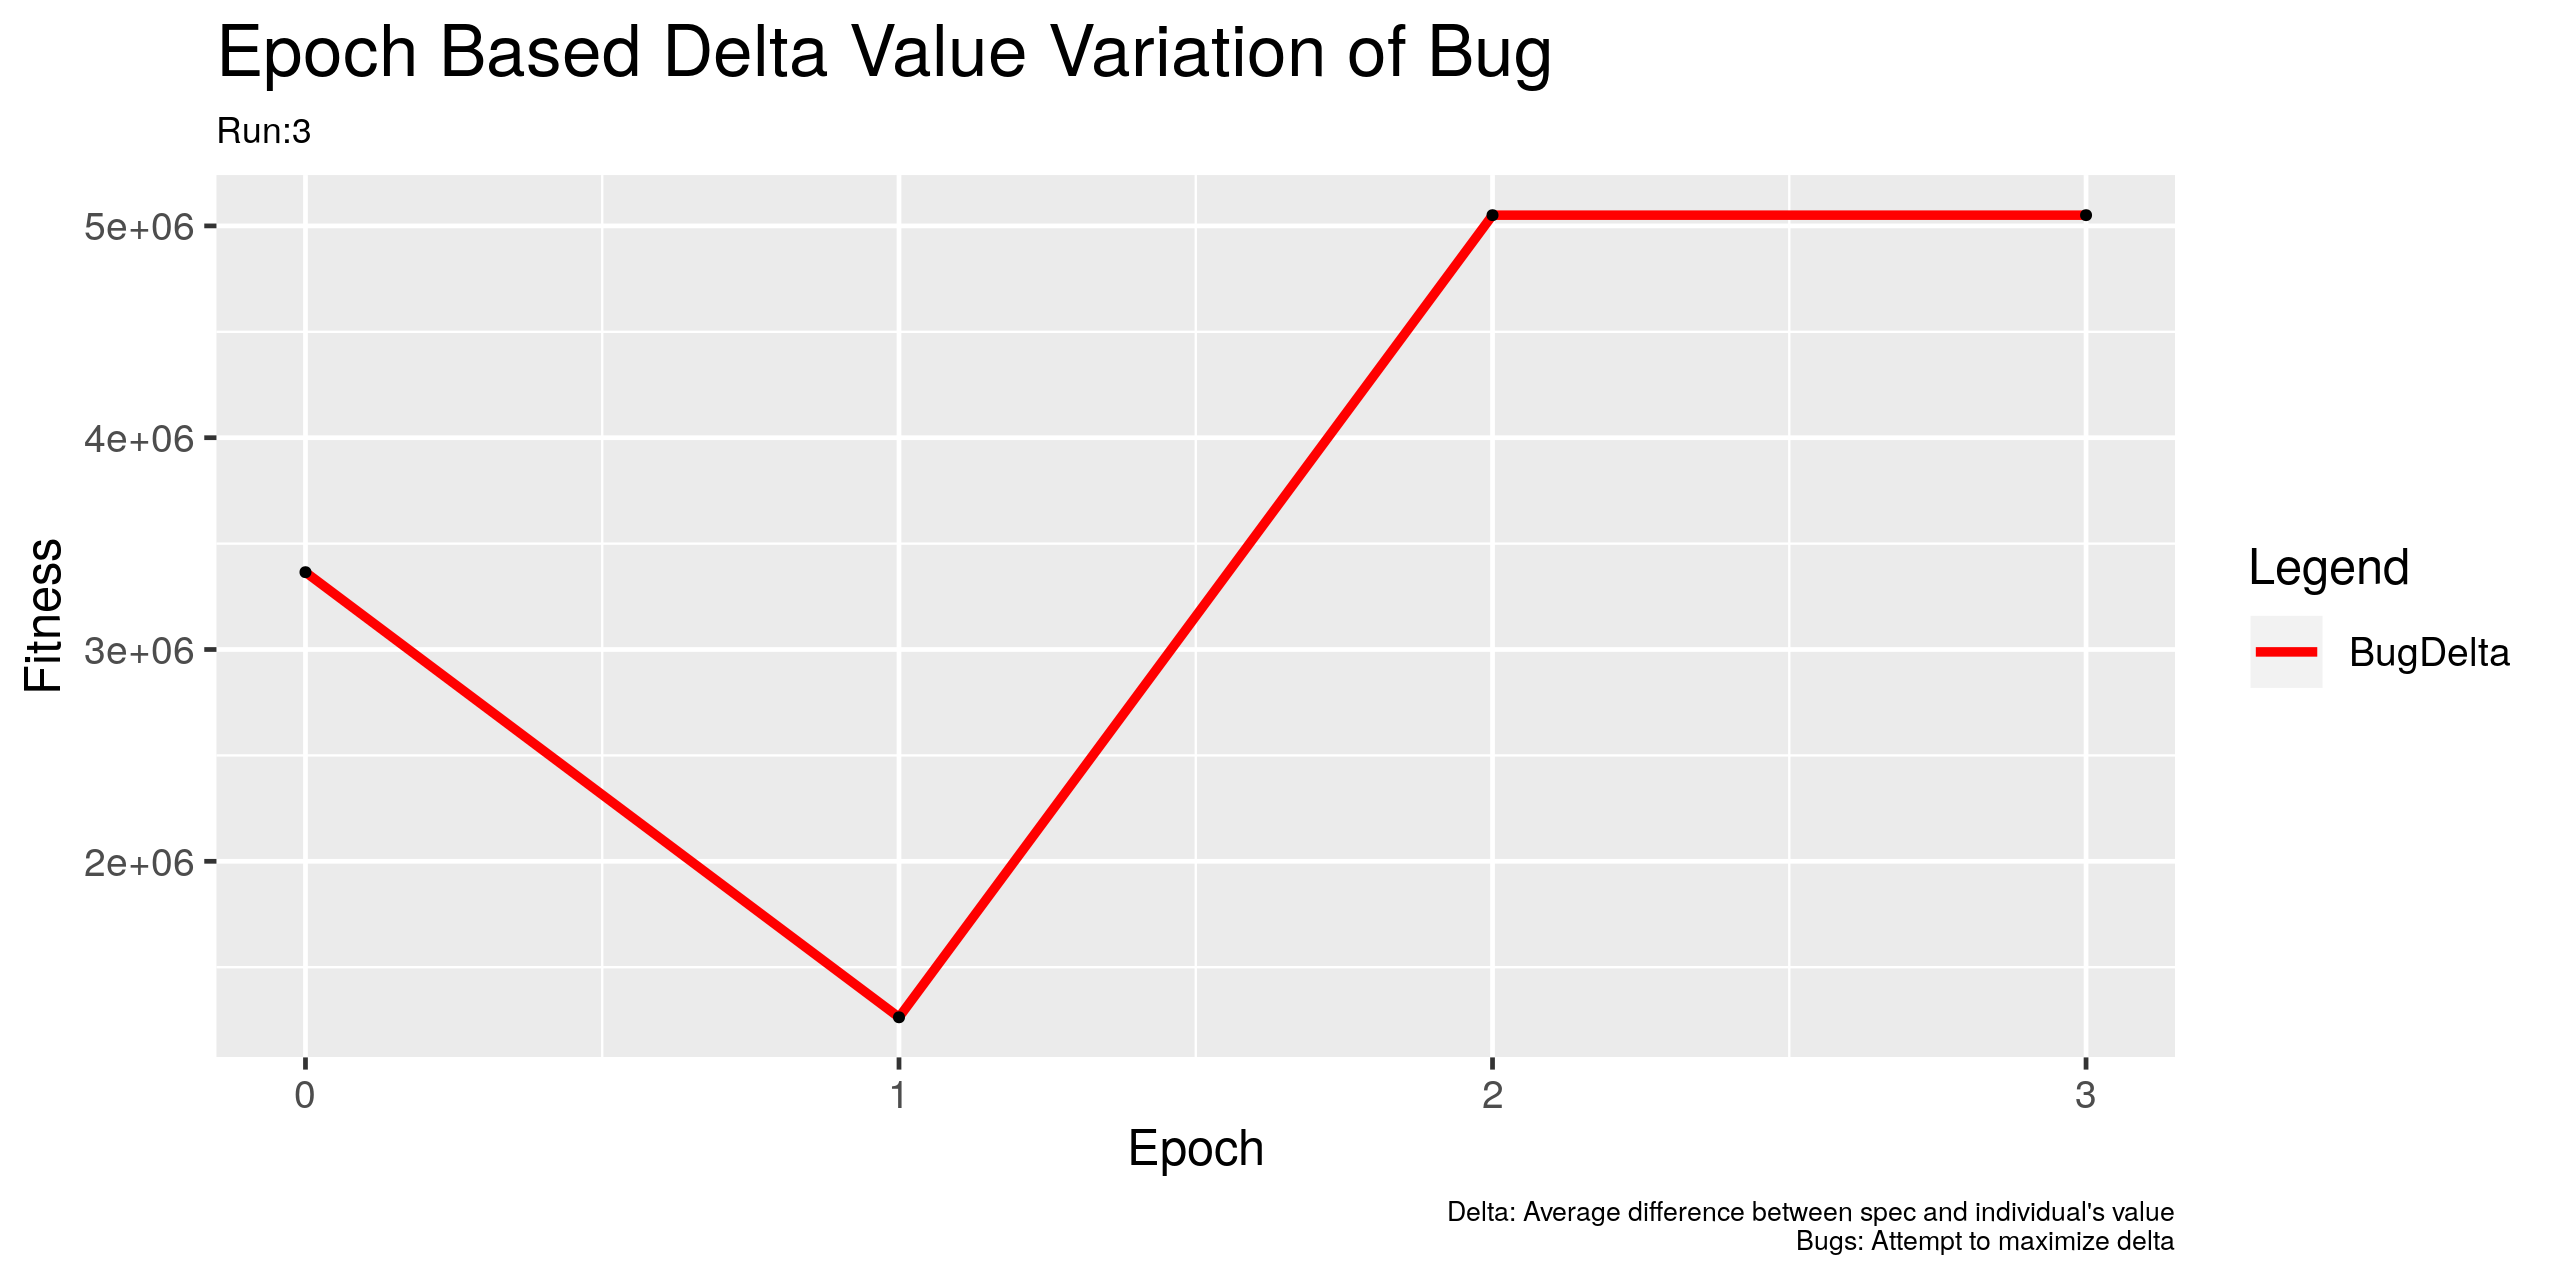 Epoch Based Delta Value Variation of Bug
Run:3
5e+06
4e+06
3e+06
2e+06
Fitness
0 1 2 3
Epoch
Legend
BugDelta
Delta: Average difference between spec and individual's value
Bugs: Attempt to maximize delta